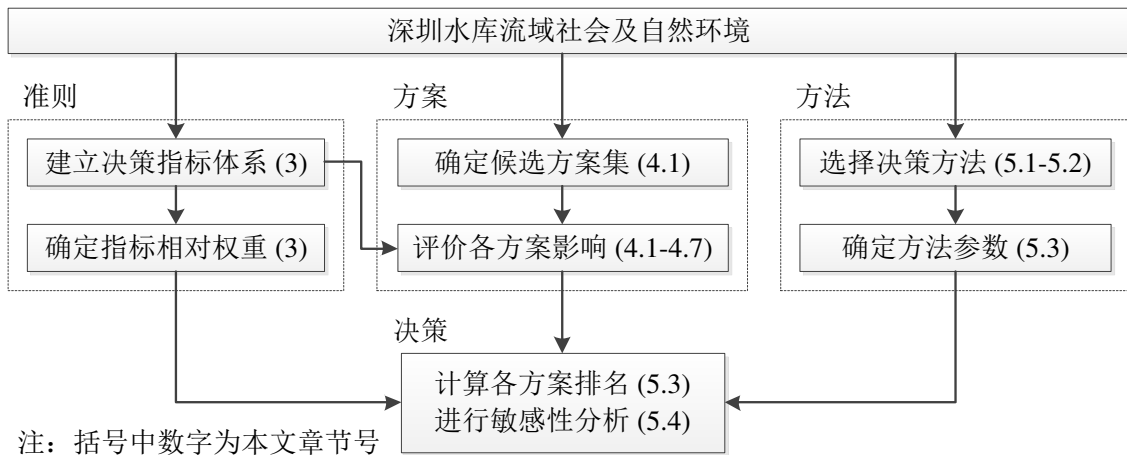 深圳水库流域社会及自然环境
准则
建立决策指标体系 (3)
确定指标相对权重 (3)
方案
确定候选方案集 (4.1)
评价各方案影响 (4.1-4.7)
方法
选择决策方法 (5.1-5.2)
确定方法参数 (5.3)
决策
计算各方案排名 (5.3)
进行敏感性分析 (5.4)
注：括号中数字为本文章节号